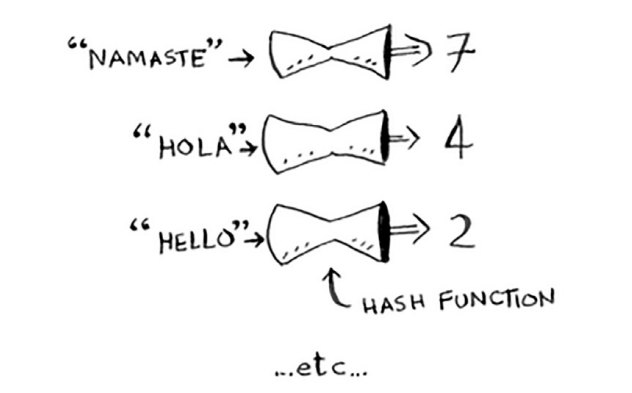 “NAMASTE” → 7
“HOLA” → 4
“HELLO” → 2
HASH FUNCTION
...etc...